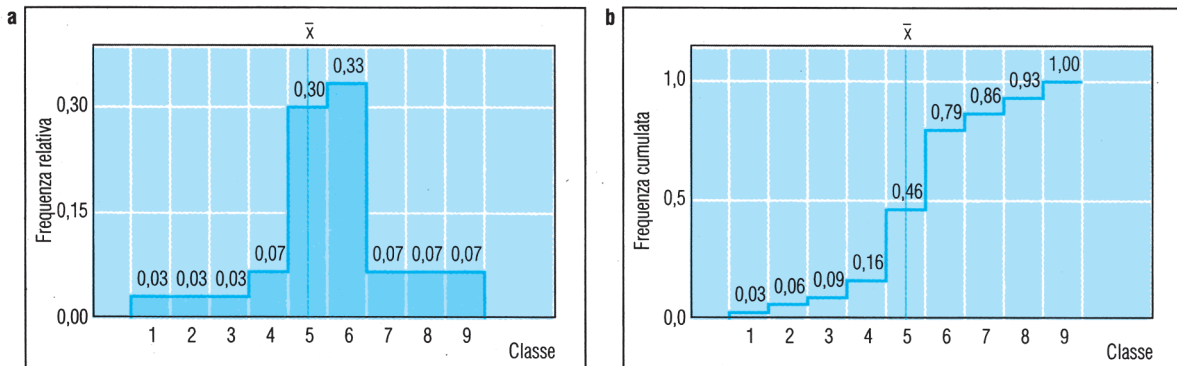 a
x̄
Frequenza relativa
0,30
0,15
0,00
0,03 0,03 0,03 0,07 0,30 0,33 0,07 0,07 0,07
1 2 3 4 5 6 7 8 9
Classe
b
x̄
Frequenza cumulata
1,0
0,5
0,0
0,03 0,06 0,09 0,16 0,46 0,79 0,86 0,93 1,00
1 2 3 4 5 6 7 8 9
Classe